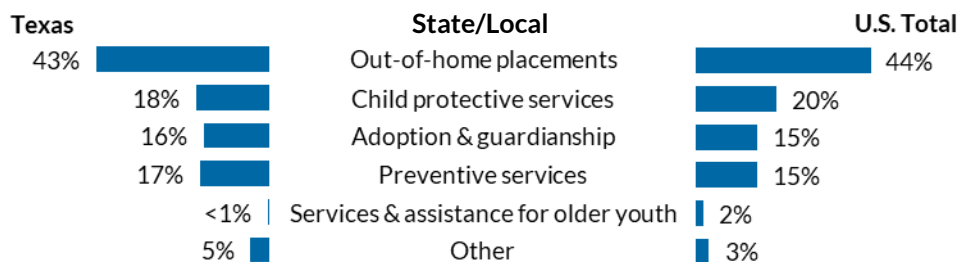 Texas State/Local U.S. Total
43% Out-of-home placements 44%
18% Child protective services 20%
16% Adoption & guardianship 15%
17% Preventive services 15%
<1% Services & assistance for older youth 2%
5% Other 3%